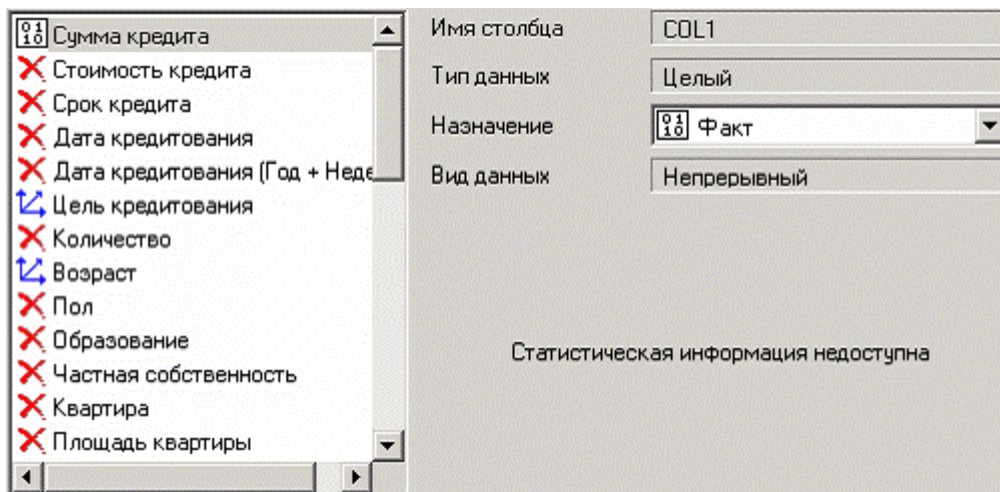 Сумма кредита
Стоимость кредита
Срок кредита
Дата кредитования
Дата кредитования (Год + Неде
Цель кредитования
Количество
Возраст
Пол
Образование
Частная собственность
Квартира
Площадь квартиры
Имя столбца COL1
Тип данных Целый
Назначение Факт
Вид данных Непрерывный
Статистическая информация недоступна